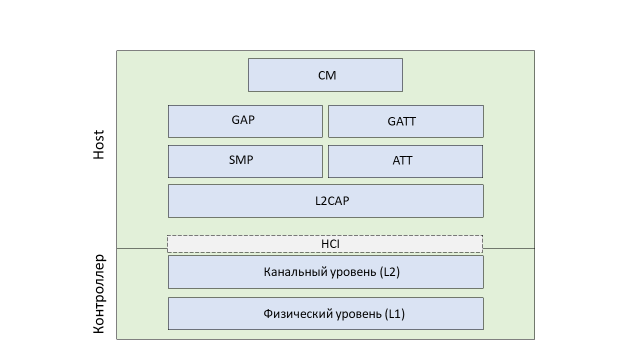 CM
GAP
GATT
SMP
ATT
L2CAP
HCI
Канальный уровень (L2)
Физический уровень (L1)
Host
Контроллер